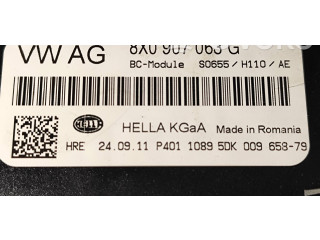 VW AG 8X0 907 063 G
BC-Module S0655 / H110 / AE
HELLA
HELLA KGaA Made in Romania
HRE 24.09.11 P401 1089 5DK 009 658-79